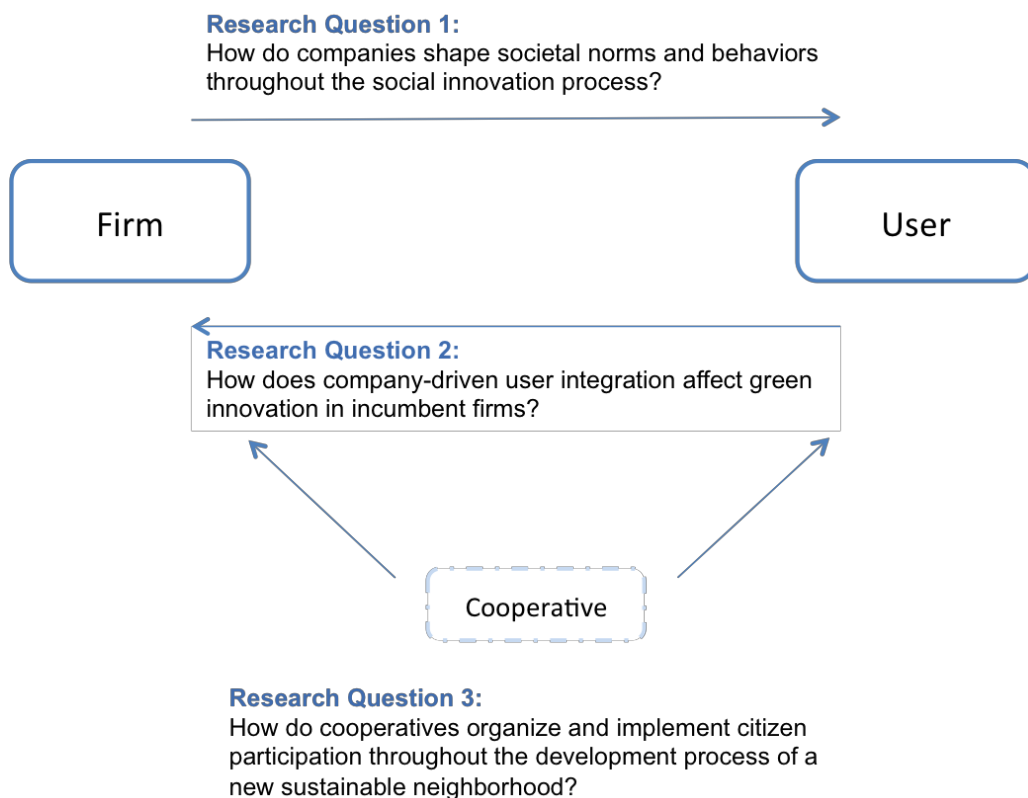 Research Question 1:
How do companies shape societal norms and behaviors
throughout the social innovation process?
Firm
User
Research Question 2:
How does company-driven user integration affect green
innovation in incumbent firms?
Cooperative
Research Question 3:
How do cooperatives organize and implement citizen
participation throughout the development process of a
new sustainable neighborhood?